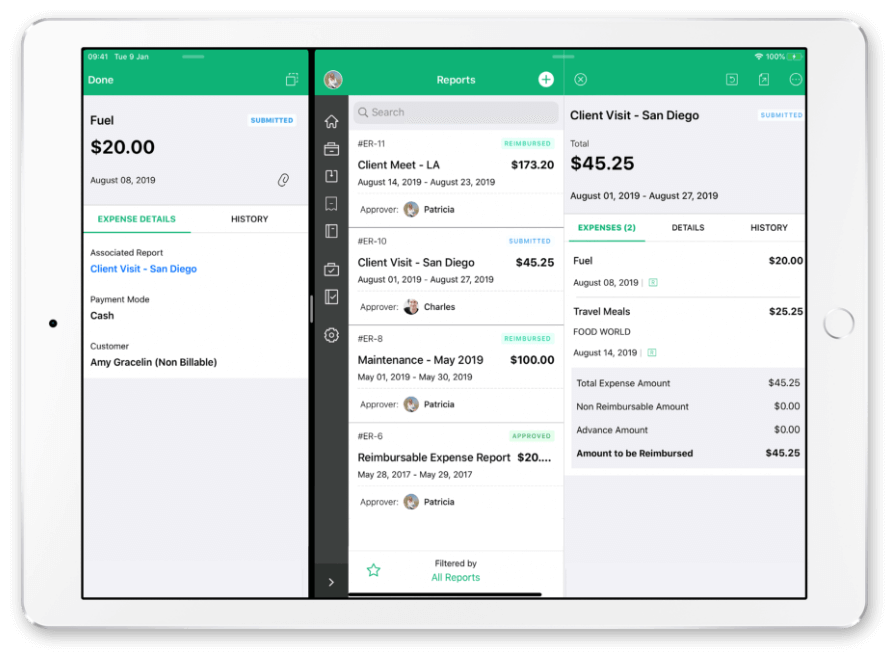 09:41 Tue 9 Jan
Done
Fuel
SUBMITTED
$20.00
August 08, 2019
EXPENSE DETAILS
HISTORY
Associated Report
Client Visit - San Diego
Payment Mode
Cash
Customer
Amy Gracelin (Non Billable)
Reports
Search
#ER-11
REIMBURSED
Client Meet - LA
$173.20
August 14, 2019 - August 23, 2019
Approver: Patricia
#ER-10
SUBMITTED
Client Visit - San Diego
$45.25
August 01, 2019 - August 27, 2019
Approver: Charles
#ER-8
REIMBURSED
Maintenance - May 2019
$100.00
May 01, 2019 - May 30, 2019
Approver: Patricia
#ER-6
APPROVED
Reimbursable Expense Report
$20....
May 28, 2017 - May 29, 2017
Approver: Patricia
Filtered by
All Reports
100%
Client Visit - San Diego
SUBMITTED
Total
$45.25
August 01, 2019 - August 27, 2019
EXPENSES (2)
DETAILS
HISTORY
Fuel
$20.00
August 08, 2019 |
Travel Meals
$25.25
FOOD WORLD
August 14, 2019 |
Total Expense Amount
$45.25
Non Reimbursable Amount
$0.00
Advance Amount
$0.00
Amount to be Reimbursed
$45.25